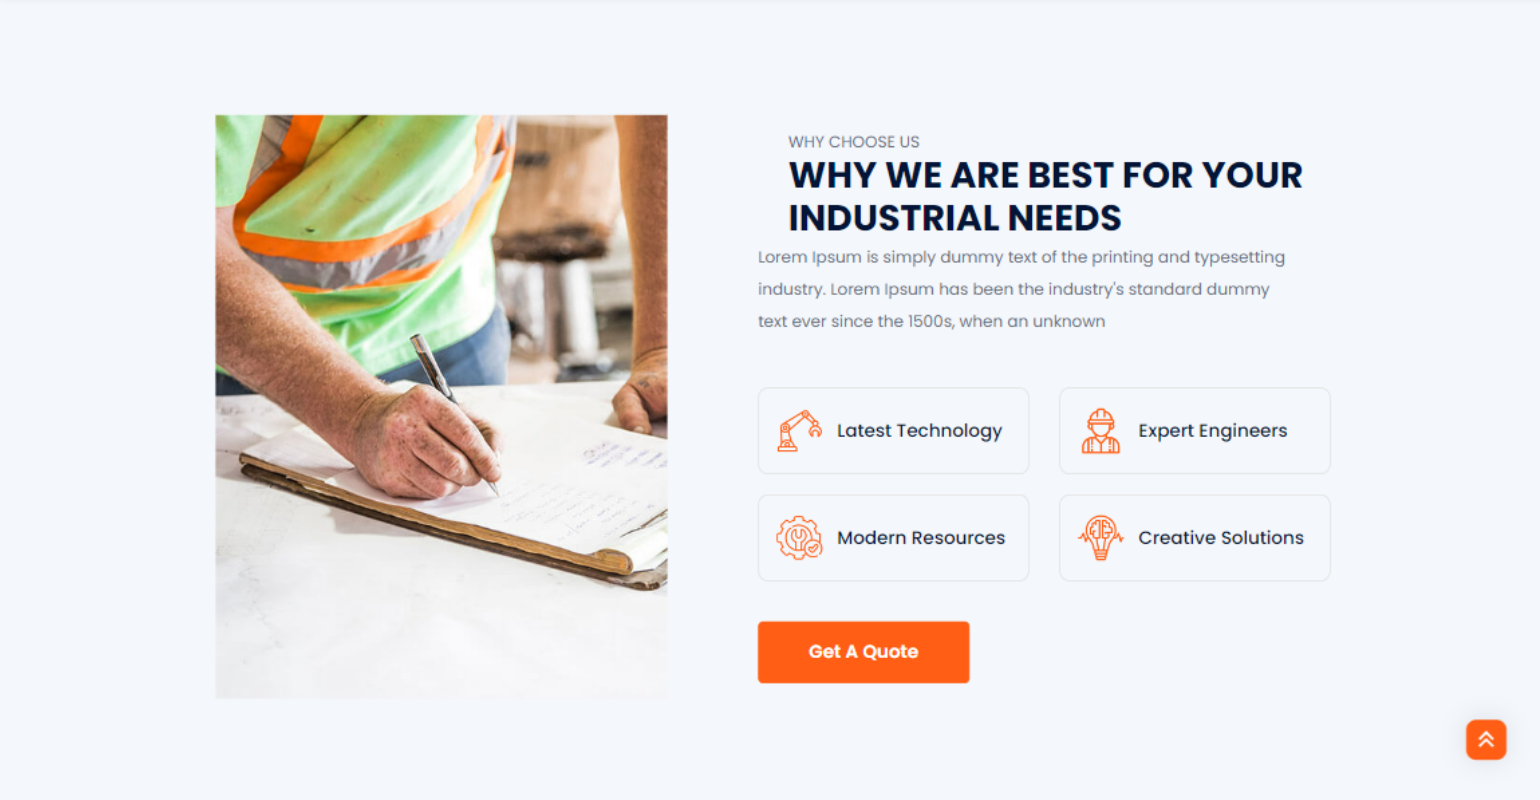 WHY CHOOSE US
WHY WE ARE BEST FOR YOUR
INDUSTRIAL NEEDS
Lorem Ipsum is simply dummy text of the printing and typesetting
industry. Lorem Ipsum has been the industry's standard dummy
text ever since the 1500s, when an unknown
Latest Technology
Expert Engineers
Modern Resources
Creative Solutions
Get A Quote